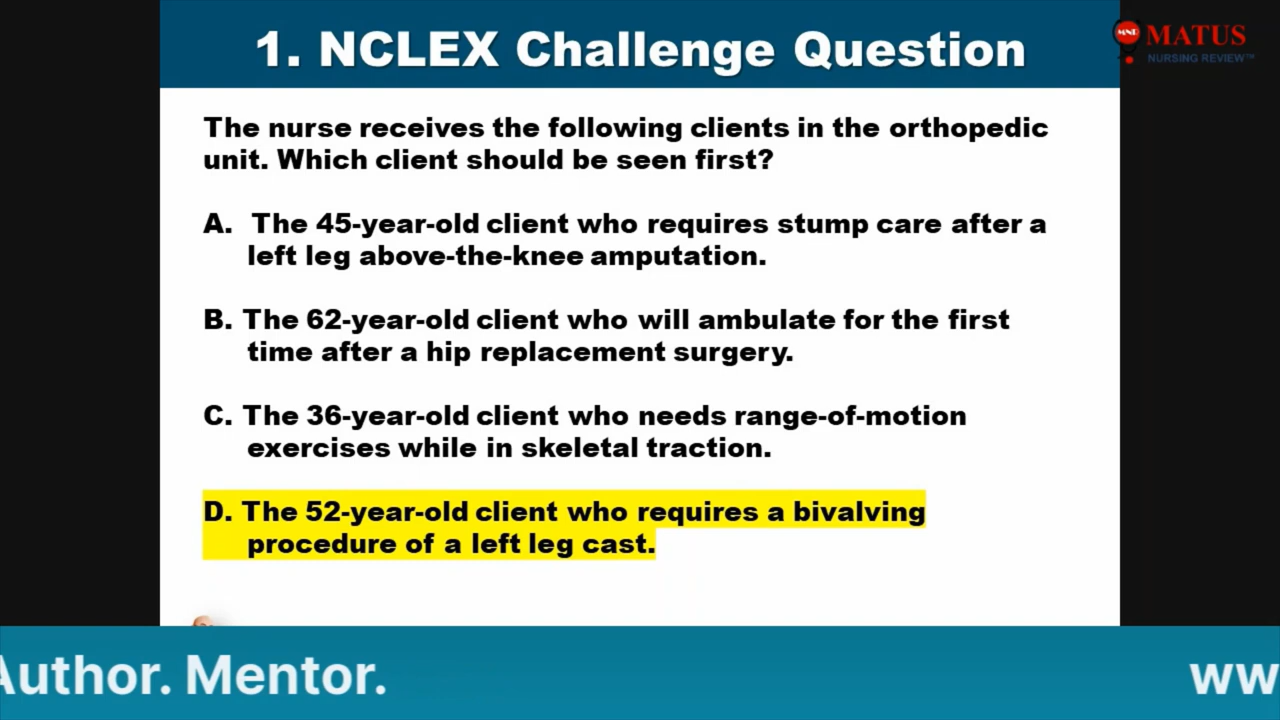 1. NCLEX Challenge Question
MNR
MATUS
NURSING REVIEW™
The nurse receives the following clients in the orthopedic
unit. Which client should be seen first?
A. The 45-year-old client who requires stump care after a
left leg above-the-knee amputation.
B. The 62-year-old client who will ambulate for the first
time after a hip replacement surgery.
C. The 36-year-old client who needs range-of-motion
exercises while in skeletal traction.
D. The 52-year-old client who requires a bivalving
procedure of a left leg cast.
Author. Mentor.
ww